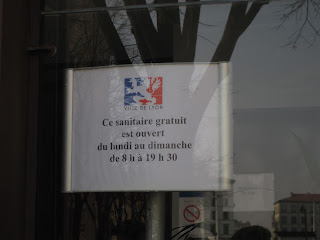 VILLE DE LYON
Ce sanitaire gratuit
est ouvert
du lundi au dimanche
de 8 h à 19 h 30